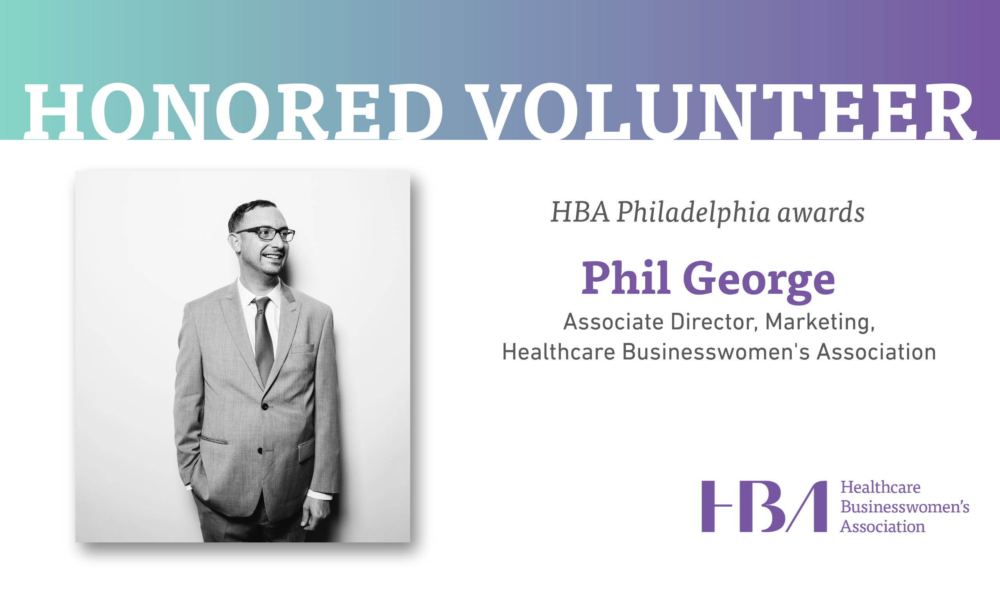 HONORED VOLUNTEER
HBA Philadelphia awards
Phil George
Associate Director, Marketing,
Healthcare Businesswomen's Association
HBA
Healthcare
Businesswomen’s
Association